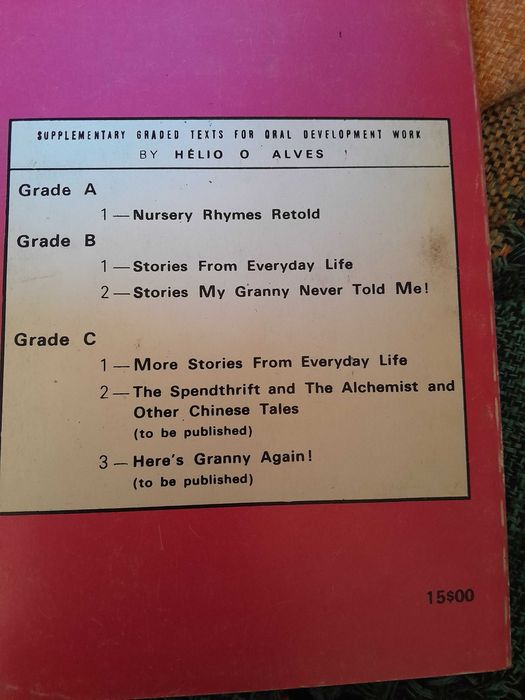 SUPPLEMENTARY GRADED TEXTS FOR ORAL DEVELOPMENT WORK
BY HÉLIO O ALVES
Grade A
1 — Nursery Rhymes Retold
Grade B
1 — Stories From Everyday Life
2 — Stories My Granny Never Told Me!
Grade C
1 — More Stories From Everyday Life
2 — The Spendthrift and The Alchemist and
Other Chinese Tales
(to be published)
3 — Here's Granny Again!
(to be published)
15$00